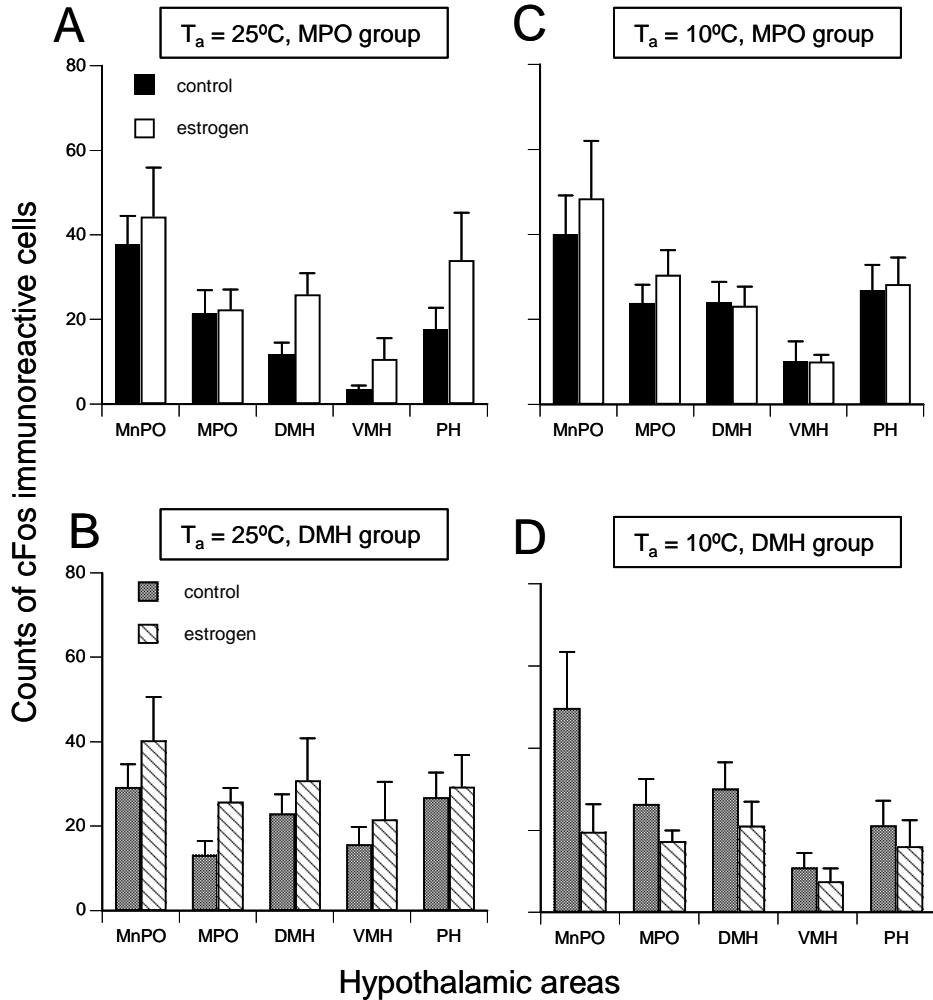 A
Tₐ = 25ºC, MPO group
C
Tₐ = 10ºC, MPO group
Counts of cFos immunoreactive cells
80
60
40
20
0
control
estrogen
MnPO MPO DMH VMH PH
MnPO MPO DMH VMH PH
B
Tₐ = 25ºC, DMH group
D
Tₐ = 10ºC, DMH group
80
60
40
20
0
control
estrogen
MnPO MPO DMH VMH PH
MnPO MPO DMH VMH PH
Hypothalamic areas